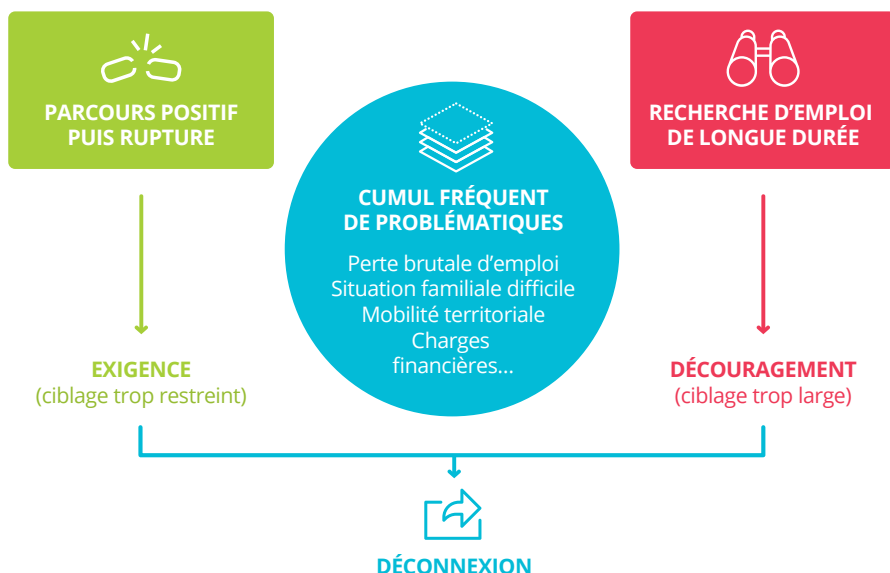 PARCOURS POSITIF
PUIS RUPTURE
RECHERCHE D’EMPLOI
DE LONGUE DURÉE
CUMUL FRÉQUENT
DE PROBLÉMATIQUES
Perte brutale d’emploi
Situation familiale difficile
Mobilité territoriale
Charges
financières...
EXIGENCE
(ciblage trop restreint)
DÉCOURAGEMENT
(ciblage trop large)
DÉCONNEXION